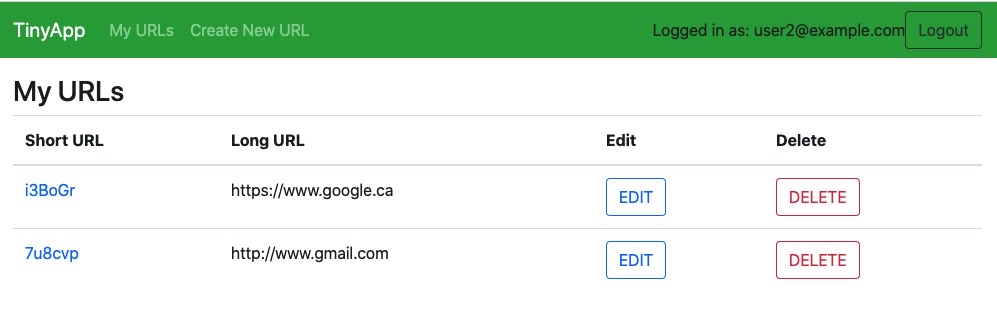 TinyApp My URLs Create New URL Logged in as: user2@example.com Logout
My URLs
Short URL Long URL Edit Delete
i3BoGr https://www.google.ca EDIT DELETE
7u8cvp http://www.gmail.com EDIT DELETE